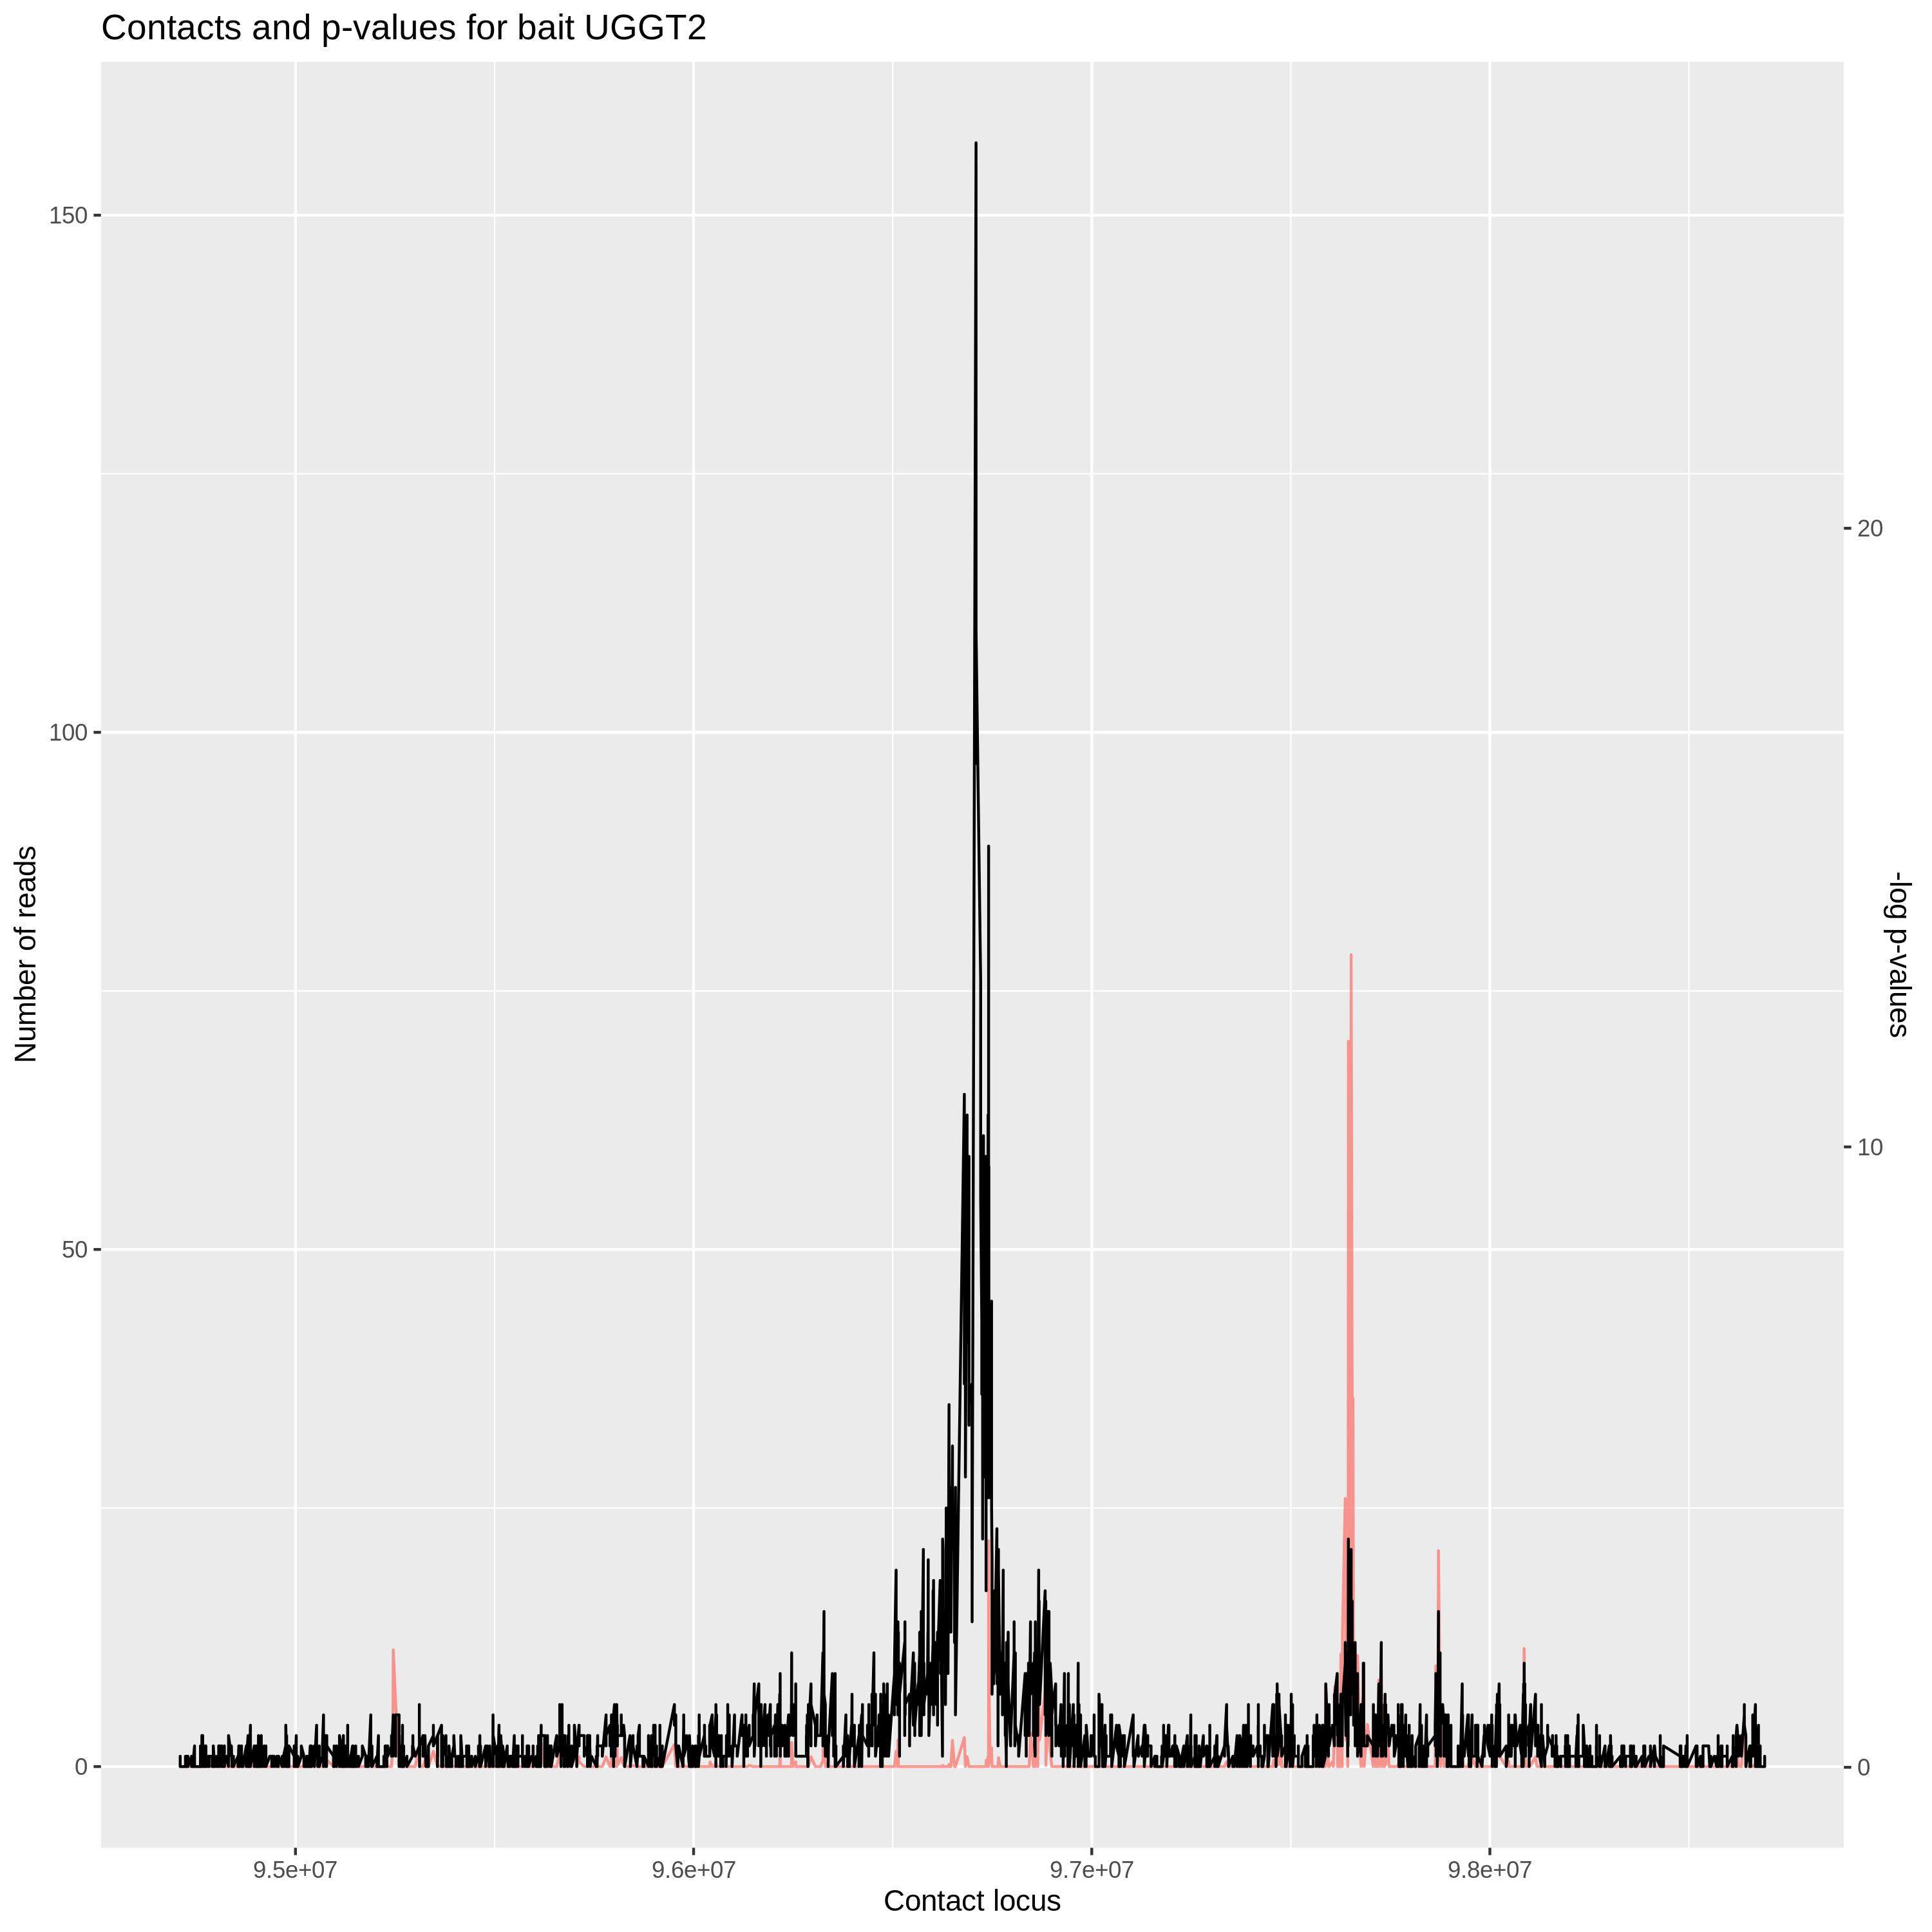 Contacts and p-values for bait UGGT2
150
100
50
0
Number of reads
20
10
0
-log p-values
9.5e+07
9.6e+07
9.7e+07
9.8e+07
Contact locus